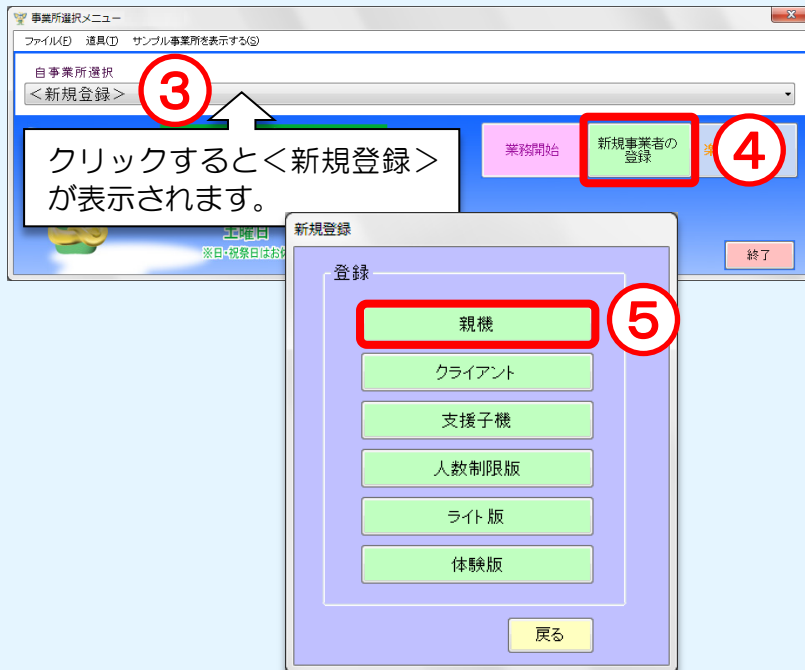 事業所選択メニュー
ファイル(F) 道具(T) サンプル事業所を表示する(S)
自事業所選択
＜新規登録＞
③
クリックすると＜新規登録＞
が表示されます。
業務開始
新規事業者の
登録
④
土曜日
※日・祝祭日はお休
終了
新規登録
登録
親機
⑤
クライアント
支援子機
人数制限版
ライト版
体験版
戻る